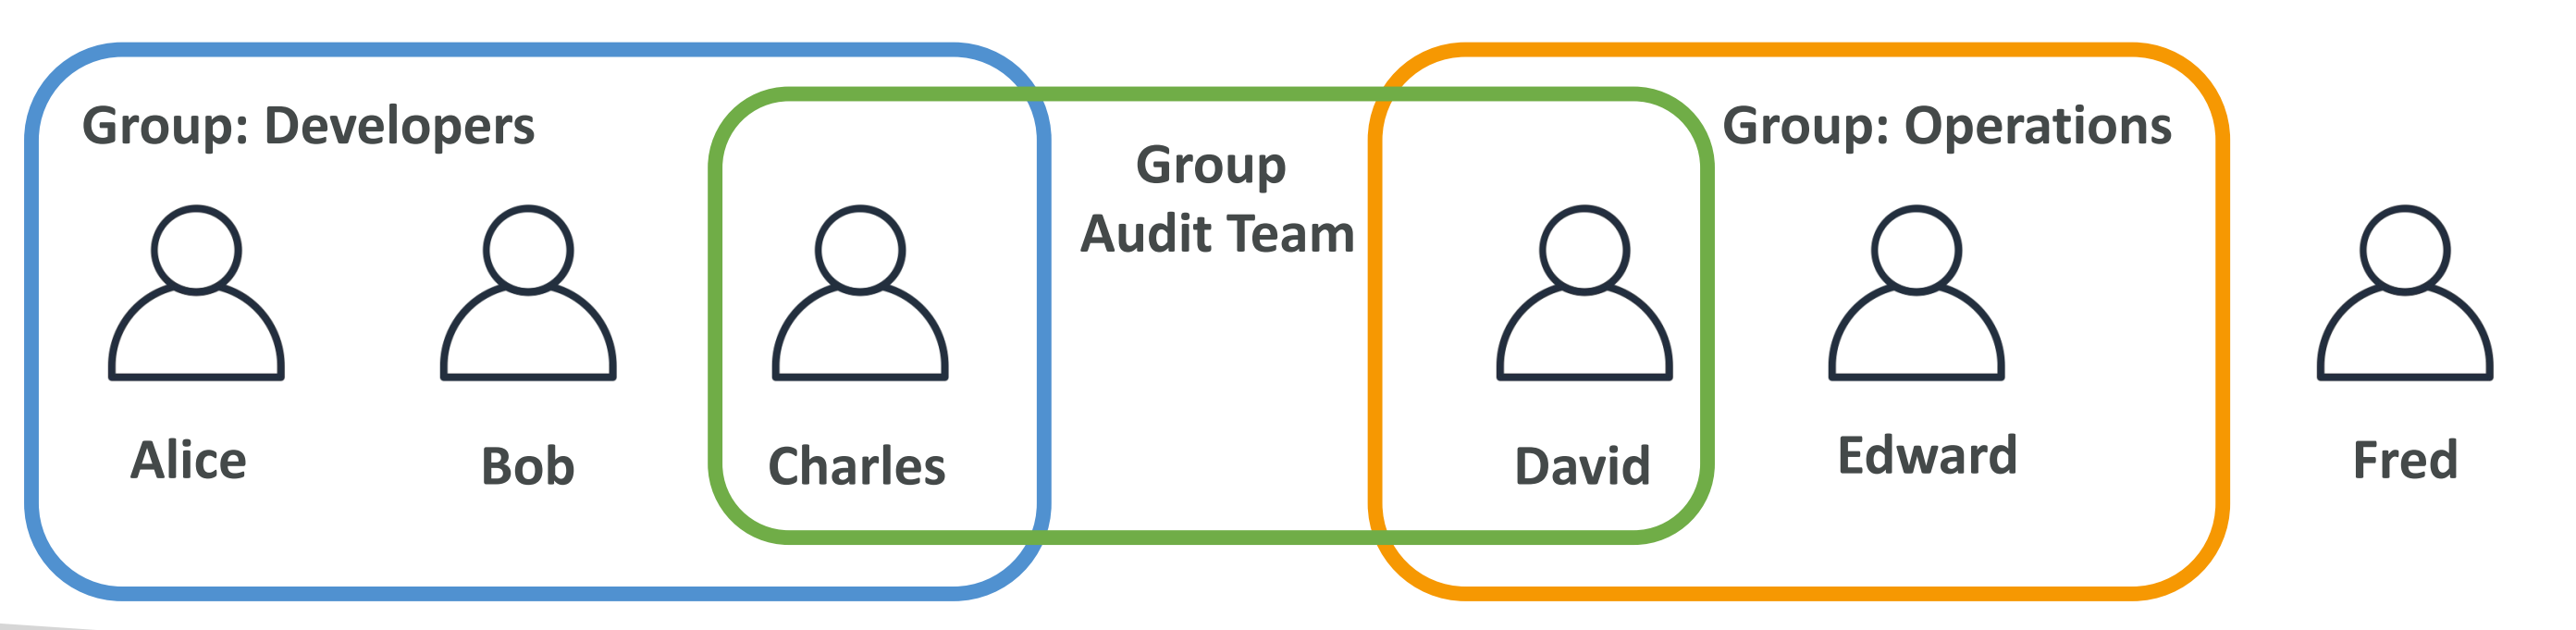 Group: Developers
Group
Audit Team
Group: Operations
Alice
Bob
Charles
David
Edward
Fred